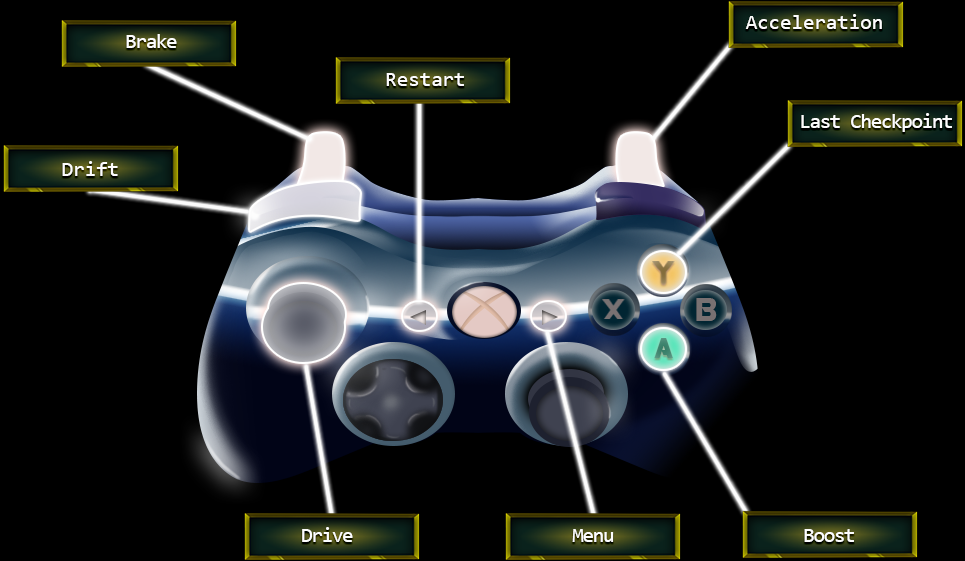 Acceleration
Brake
Restart
Last Checkpoint
Drift
Y
X
B
A
Drive
Menu
Boost